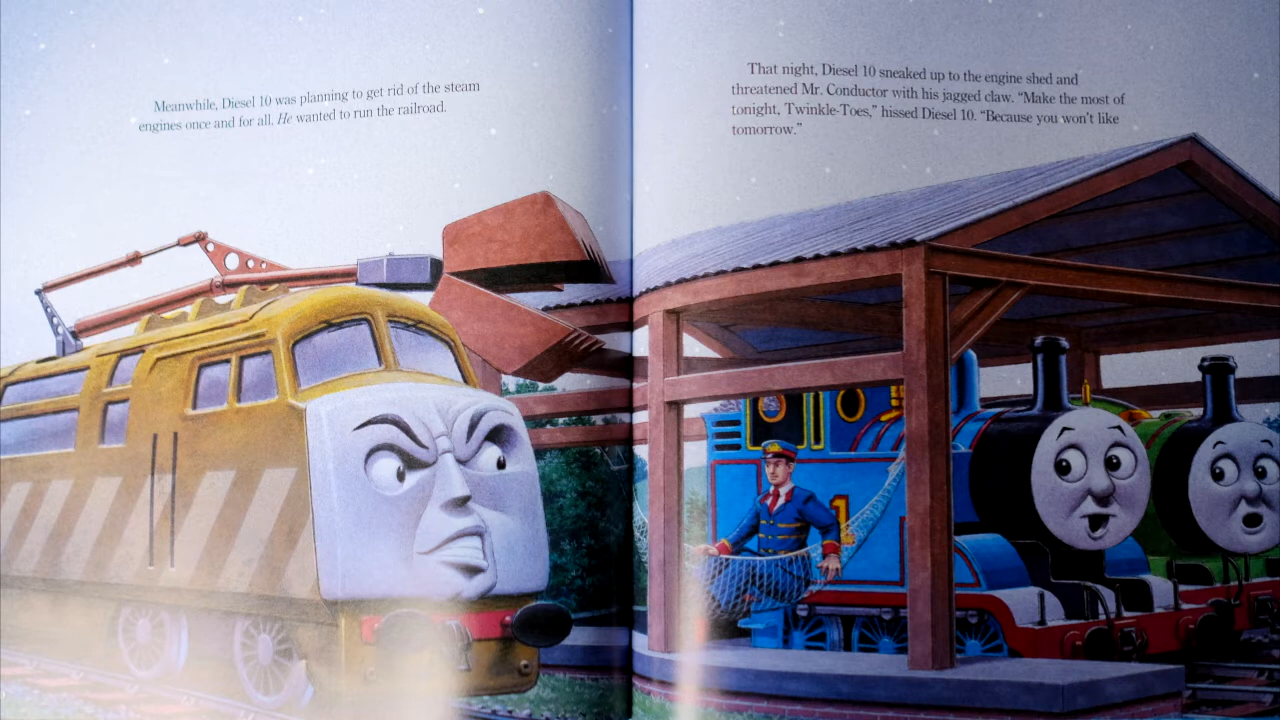 Meanwhile, Diesel 10 was planning to get rid of the steam
engines once and for all. He wanted to run the railroad.
That night, Diesel 10 sneaked up to the engine shed and
threatened Mr. Conductor with his jagged claw. “Make the most of
tonight, Twinkle-Toes,” hissed Diesel 10. “Because you won’t like
tomorrow.”
1